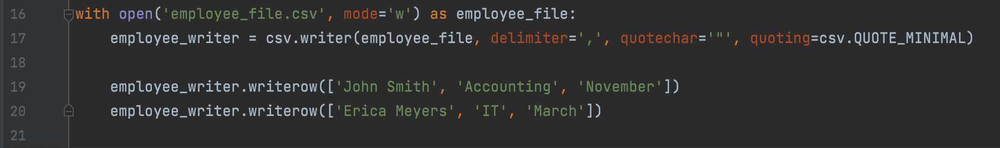 16 with open('employee_file.csv', mode='w') as employee_file:
17     employee_writer = csv.writer(employee_file, delimiter=',', quotechar='"', quoting=csv.QUOTE_MINIMAL)
18
19     employee_writer.writerow(['John Smith', 'Accounting', 'November'])
20     employee_writer.writerow(['Erica Meyers', 'IT', 'March'])
21